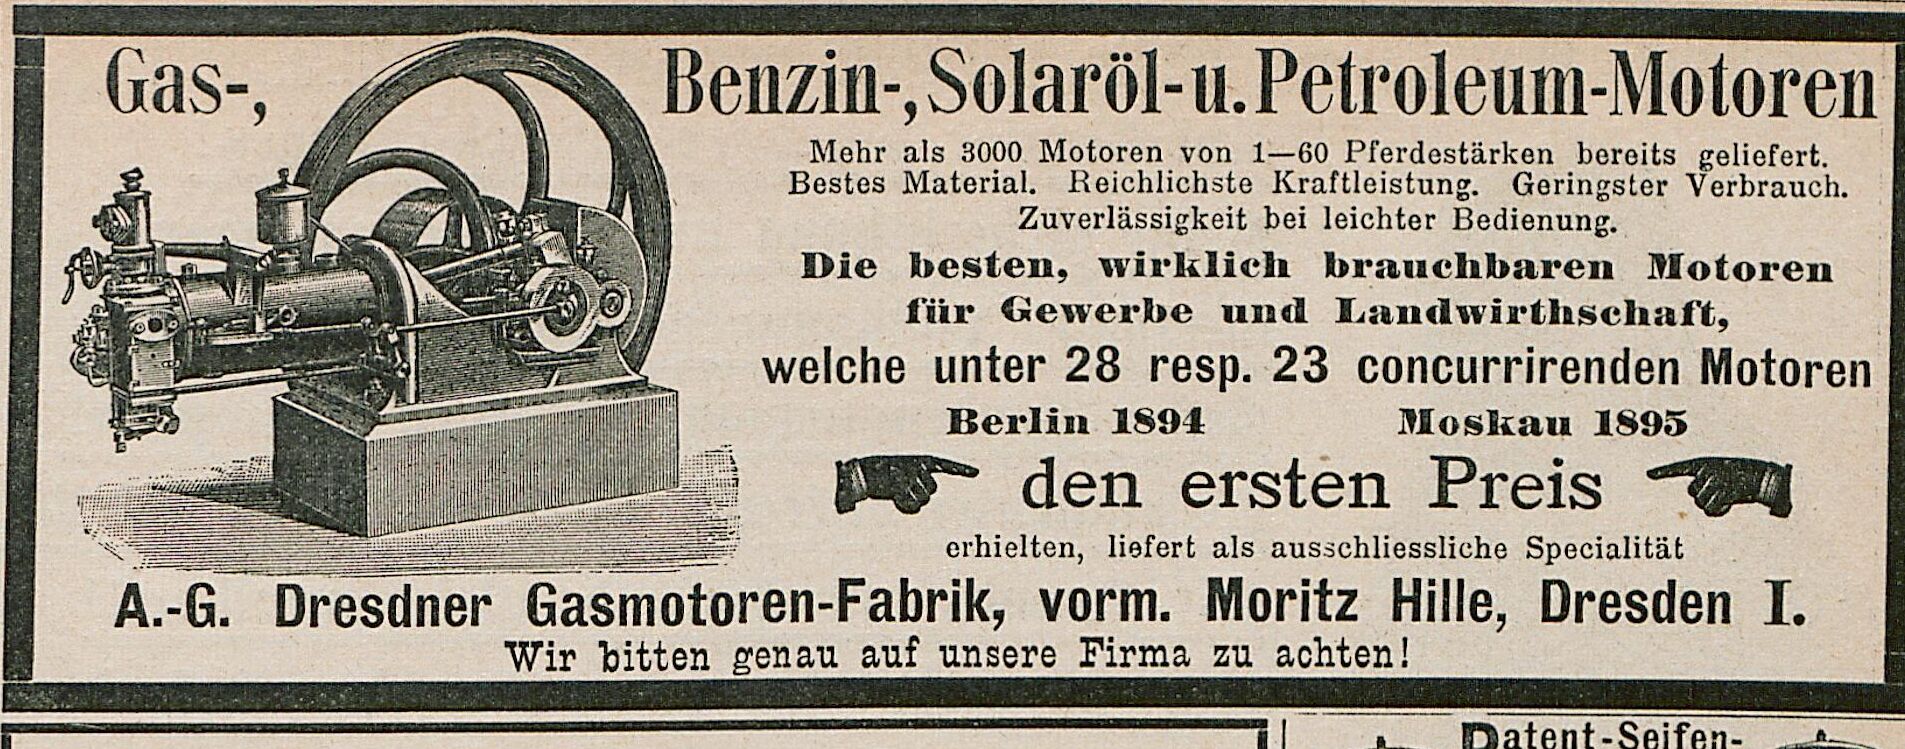 Gas-, Benzin-, Solaröl- u. Petroleum-Motoren
Mehr als 3000 Motoren von 1—60 Pferdestärken bereits geliefert.
Bestes Material. Reichlichste Kraftleistung. Geringster Verbrauch.
Zuverlässigkeit bei leichter Bedienung.
Die besten, wirklich brauchbaren Motoren
für Gewerbe und Landwirthschaft,
welche unter 28 resp. 23 concurrirenden Motoren
Berlin 1894 Moskau 1895
den ersten Preis
erhielten, liefert als ausschliessliche Specialität
A.-G. Dresdner Gasmotoren-Fabrik, vorm. Moritz Hille, Dresden I.
Wir bitten genau auf unsere Firma zu achten!
Patent-Seifen-